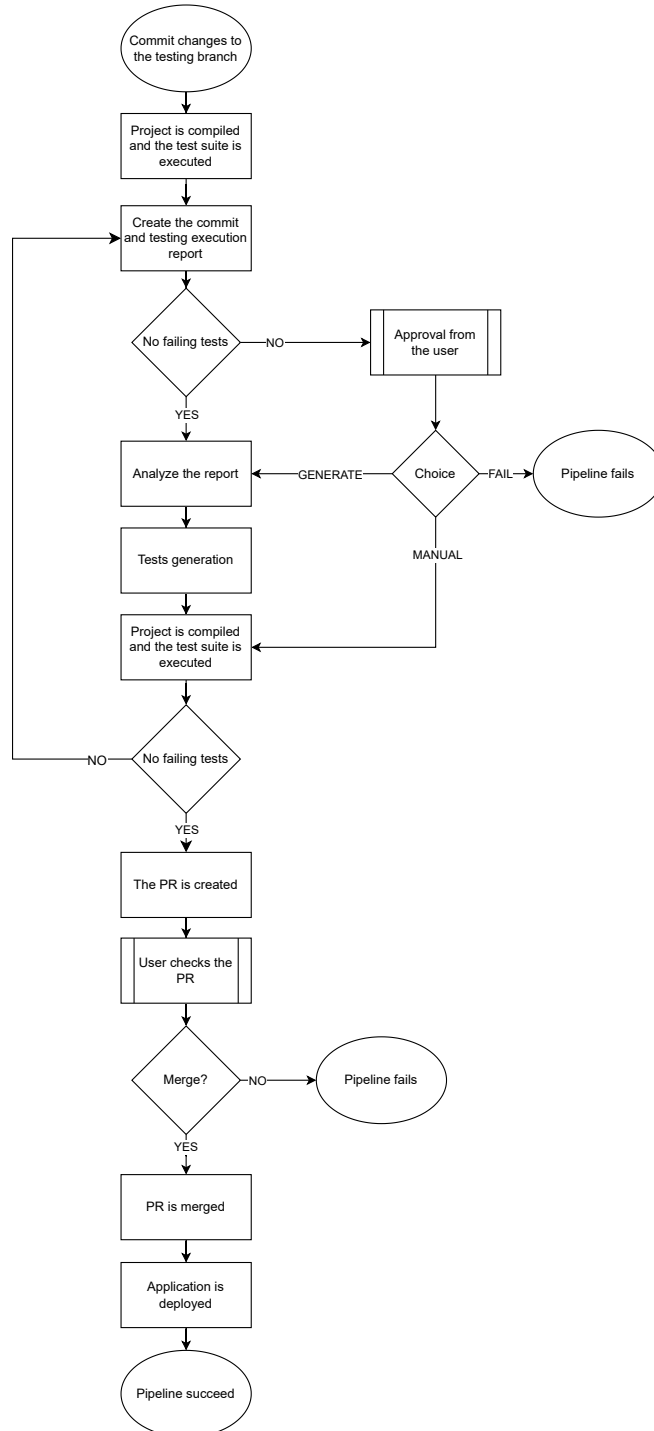 Commit changes to
the testing branch
Project is compiled
and the test suite is
executed
Create the commit
and testing execution
report
No failing tests
NO
Approval from
the user
YES
Analyze the report
GENERATE
Choice
FAIL
Pipeline fails
Tests generation
MANUAL
Project is compiled
and the test suite is
executed
No failing tests
NO
YES
The PR is created
User checks the
PR
Merge?
NO
Pipeline fails
YES
PR is merged
Application is
deployed
Pipeline succeed